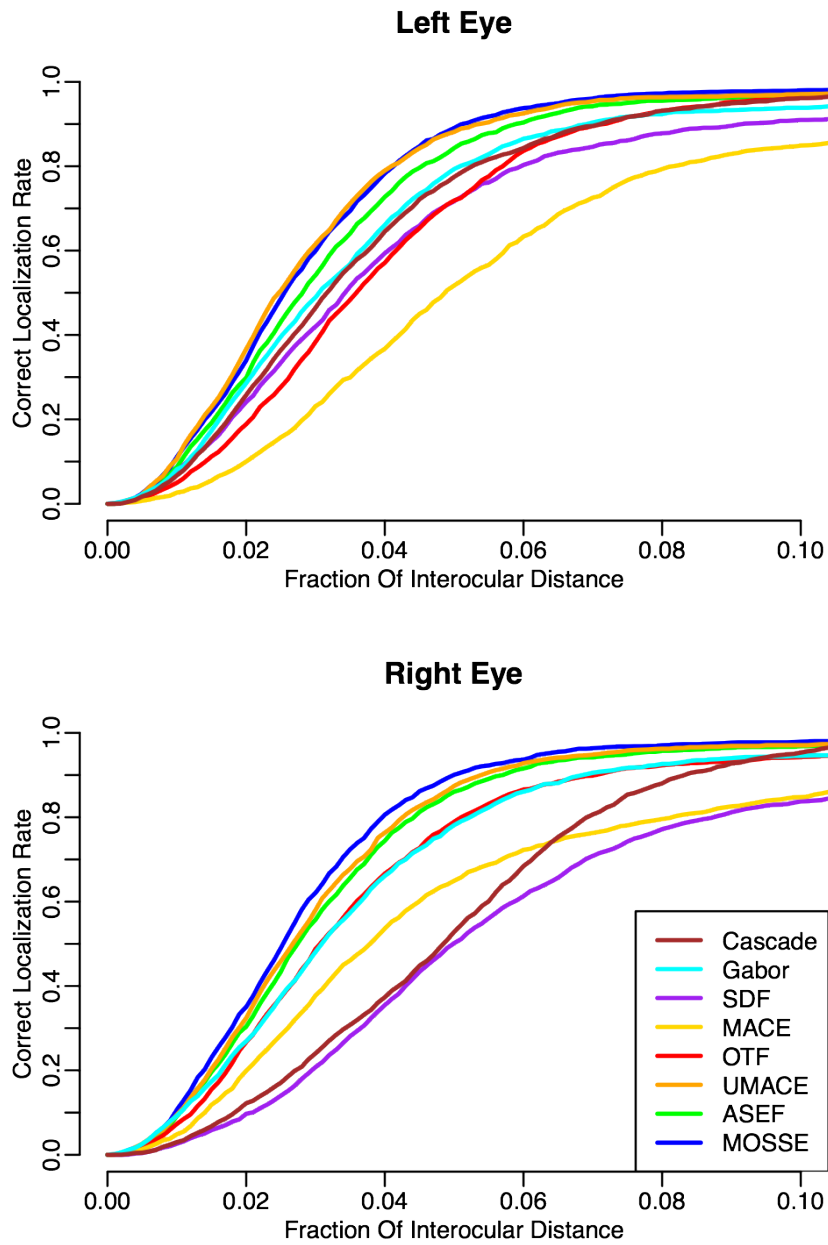 Left Eye
1.0
0.8
0.6
0.4
0.2
0.0
Correct Localization Rate
0.00 0.02 0.04 0.06 0.08 0.10
Fraction Of Interocular Distance
Right Eye
1.0
0.8
0.6
0.4
0.2
0.0
Correct Localization Rate
Cascade
Gabor
SDF
MACE
OTF
UMACE
ASEF
MOSSE
0.00 0.02 0.04 0.06 0.08 0.10
Fraction Of Interocular Distance